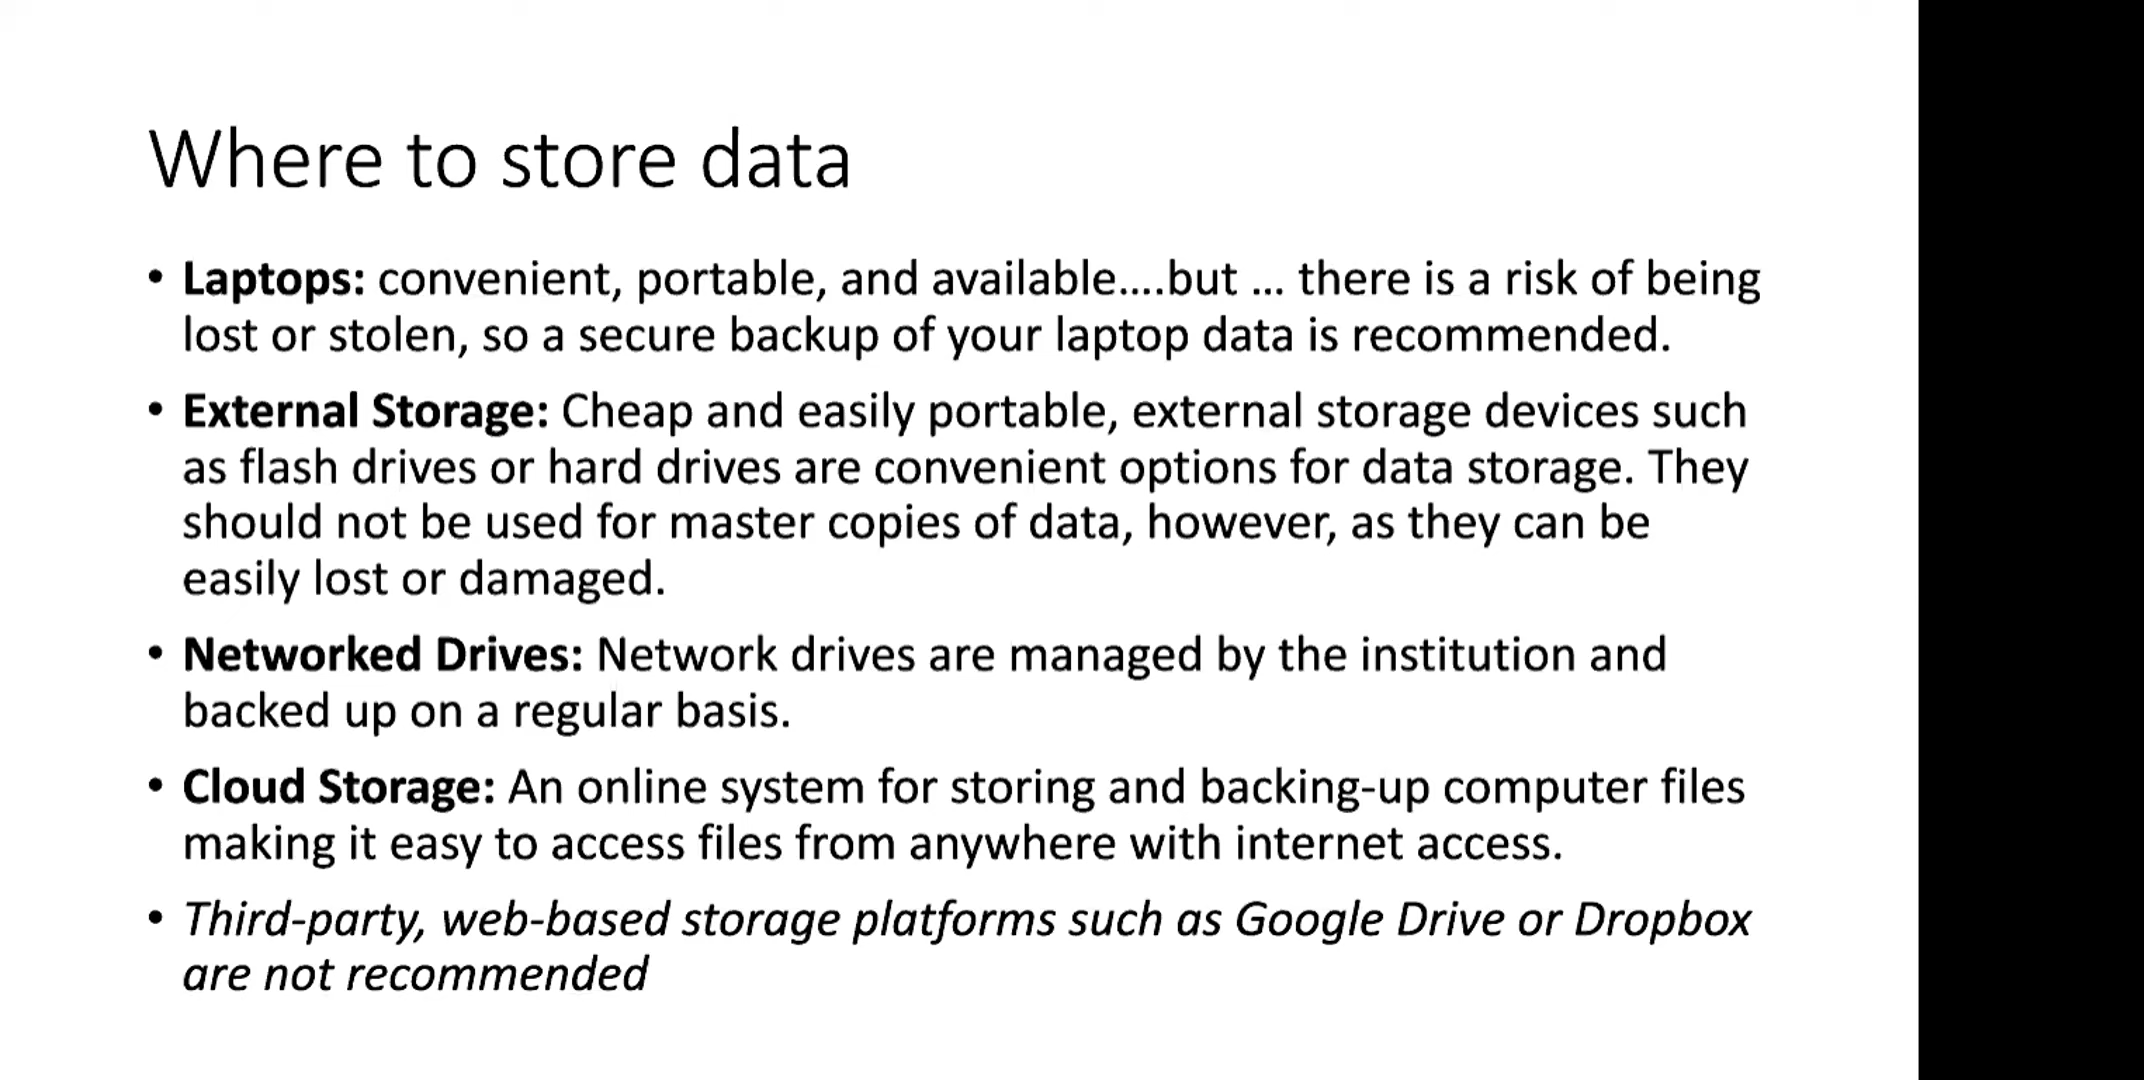 Where to store data
• Laptops: convenient, portable, and available....but ... there is a risk of being
lost or stolen, so a secure backup of your laptop data is recommended.
• External Storage: Cheap and easily portable, external storage devices such
as flash drives or hard drives are convenient options for data storage. They
should not be used for master copies of data, however, as they can be
easily lost or damaged.
• Networked Drives: Network drives are managed by the institution and
backed up on a regular basis.
• Cloud Storage: An online system for storing and backing-up computer files
making it easy to access files from anywhere with internet access.
• Third-party, web-based storage platforms such as Google Drive or Dropbox
are not recommended